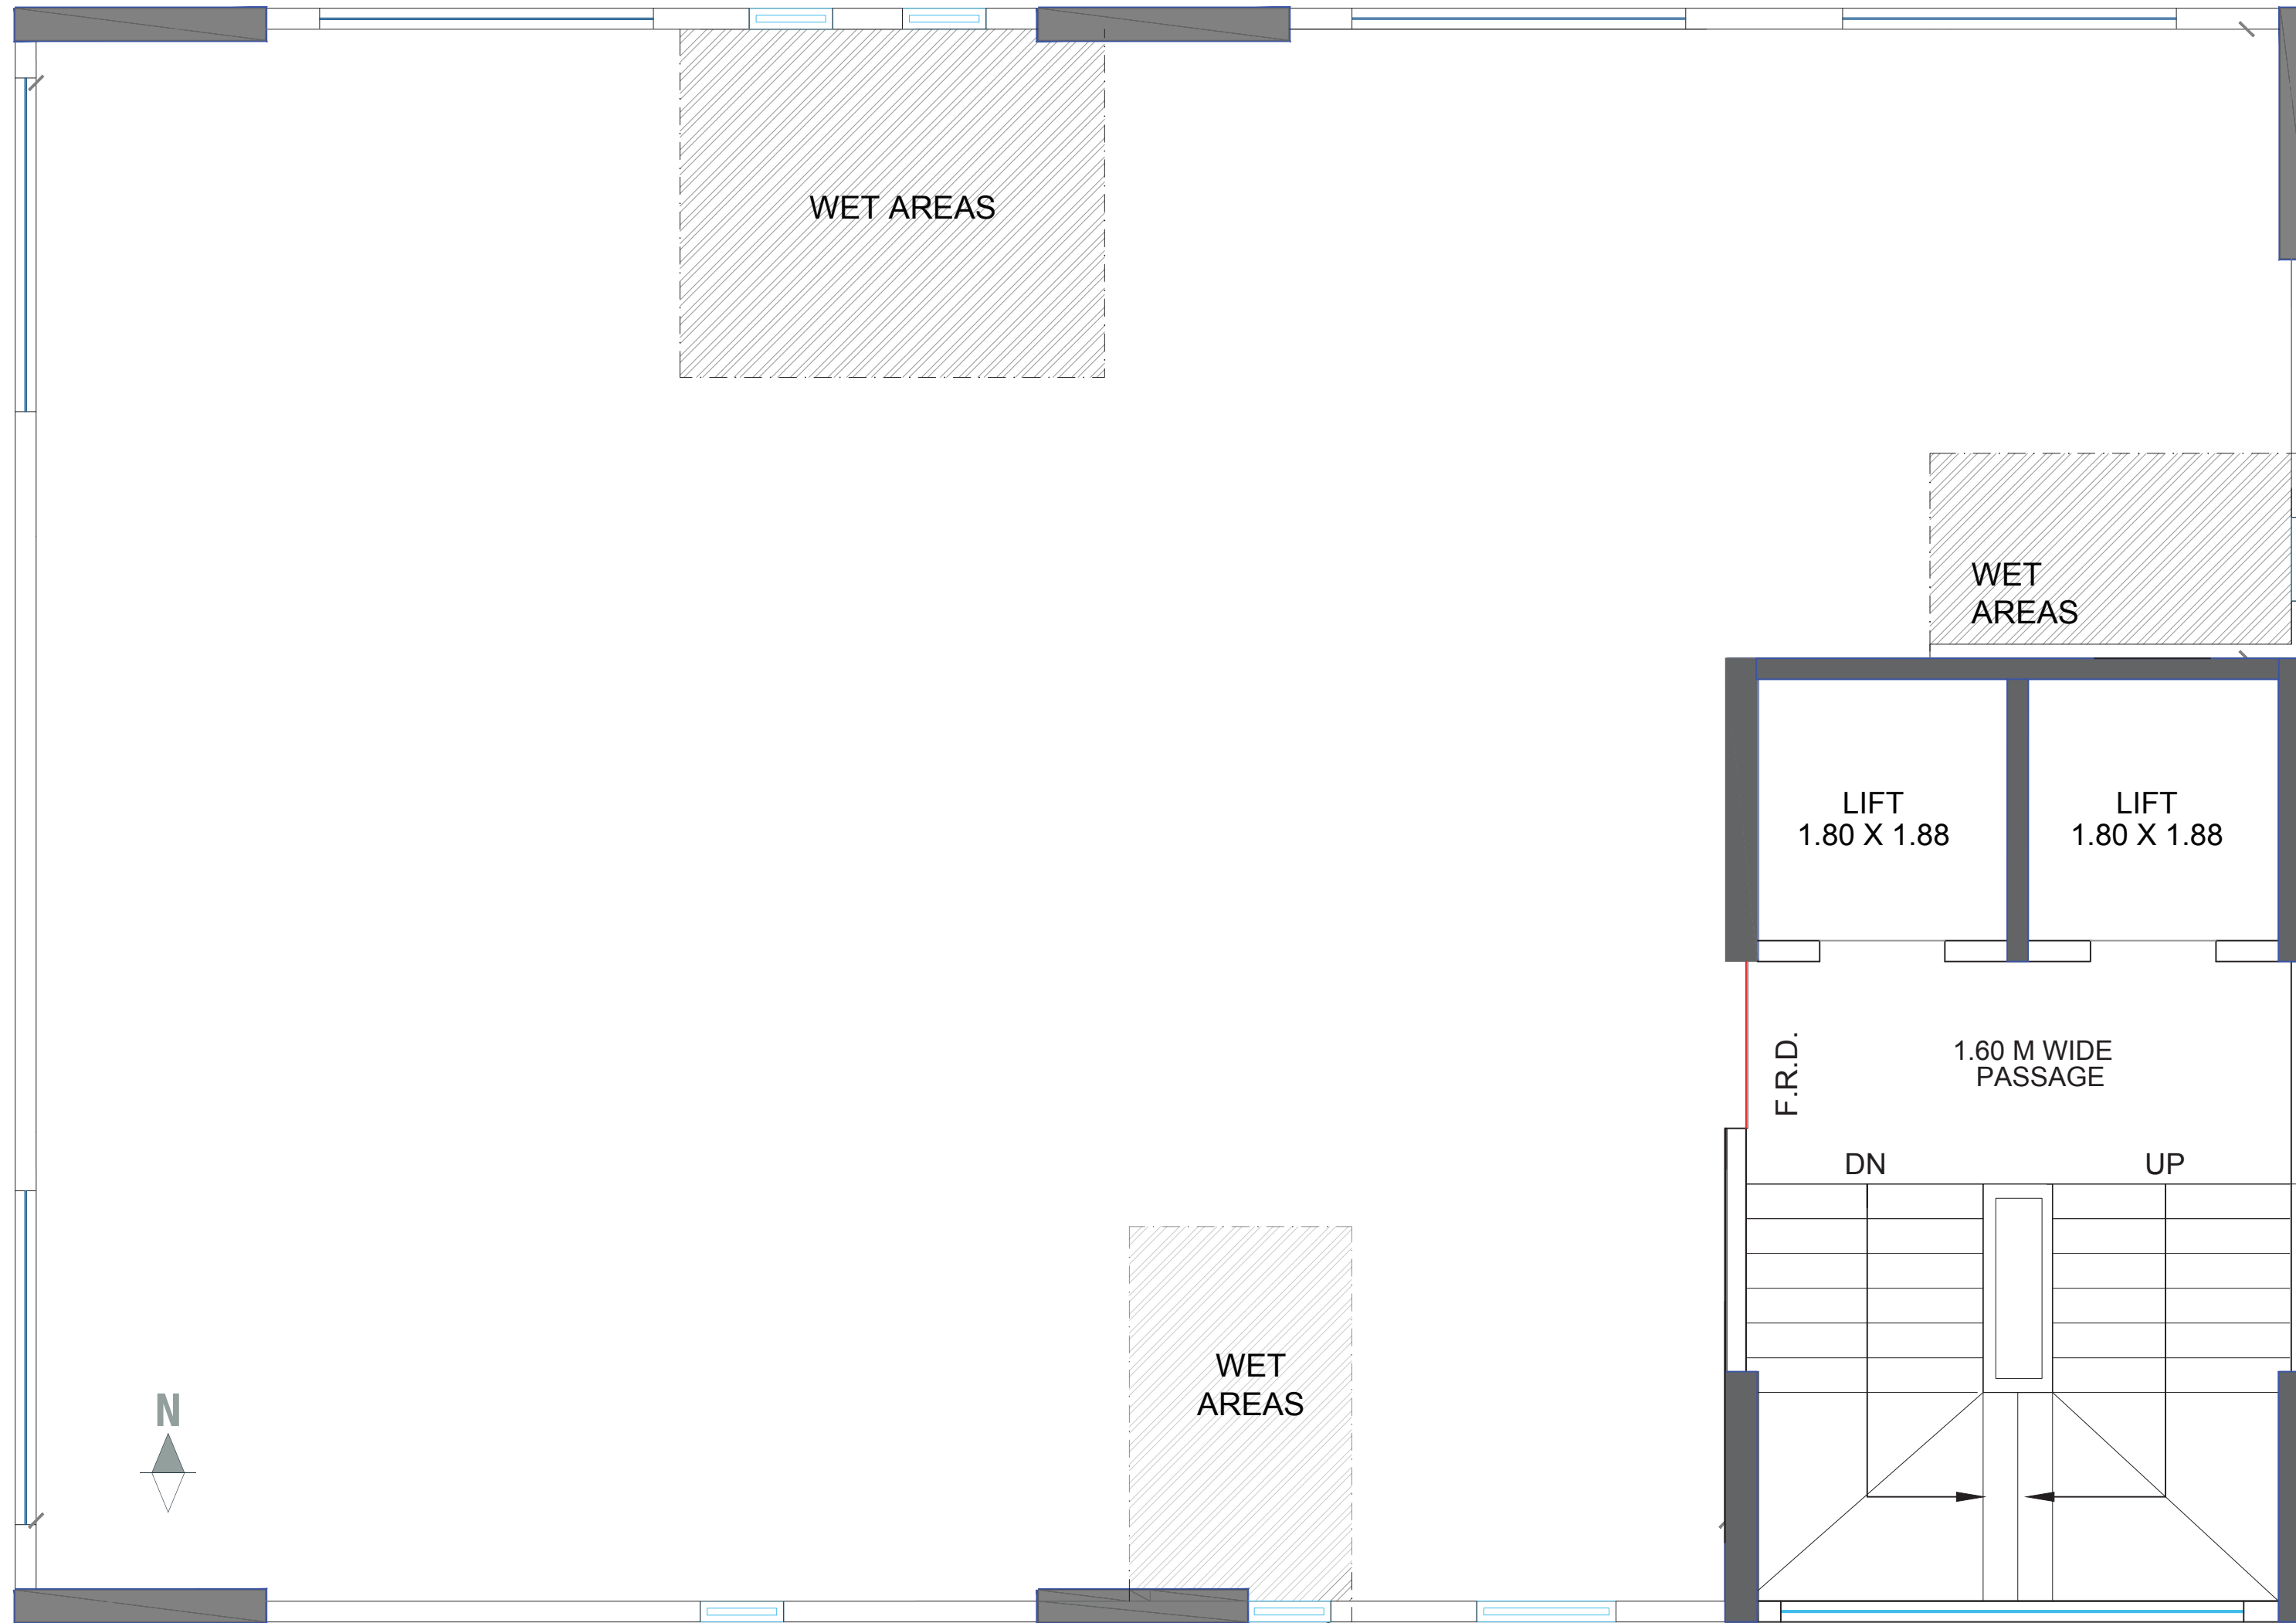 WET AREAS
WET
AREAS
LIFT
1.80 X 1.88
LIFT
1.80 X 1.88
F.R.D.
1.60 M WIDE
PASSAGE
DN
UP
WET
AREAS
N